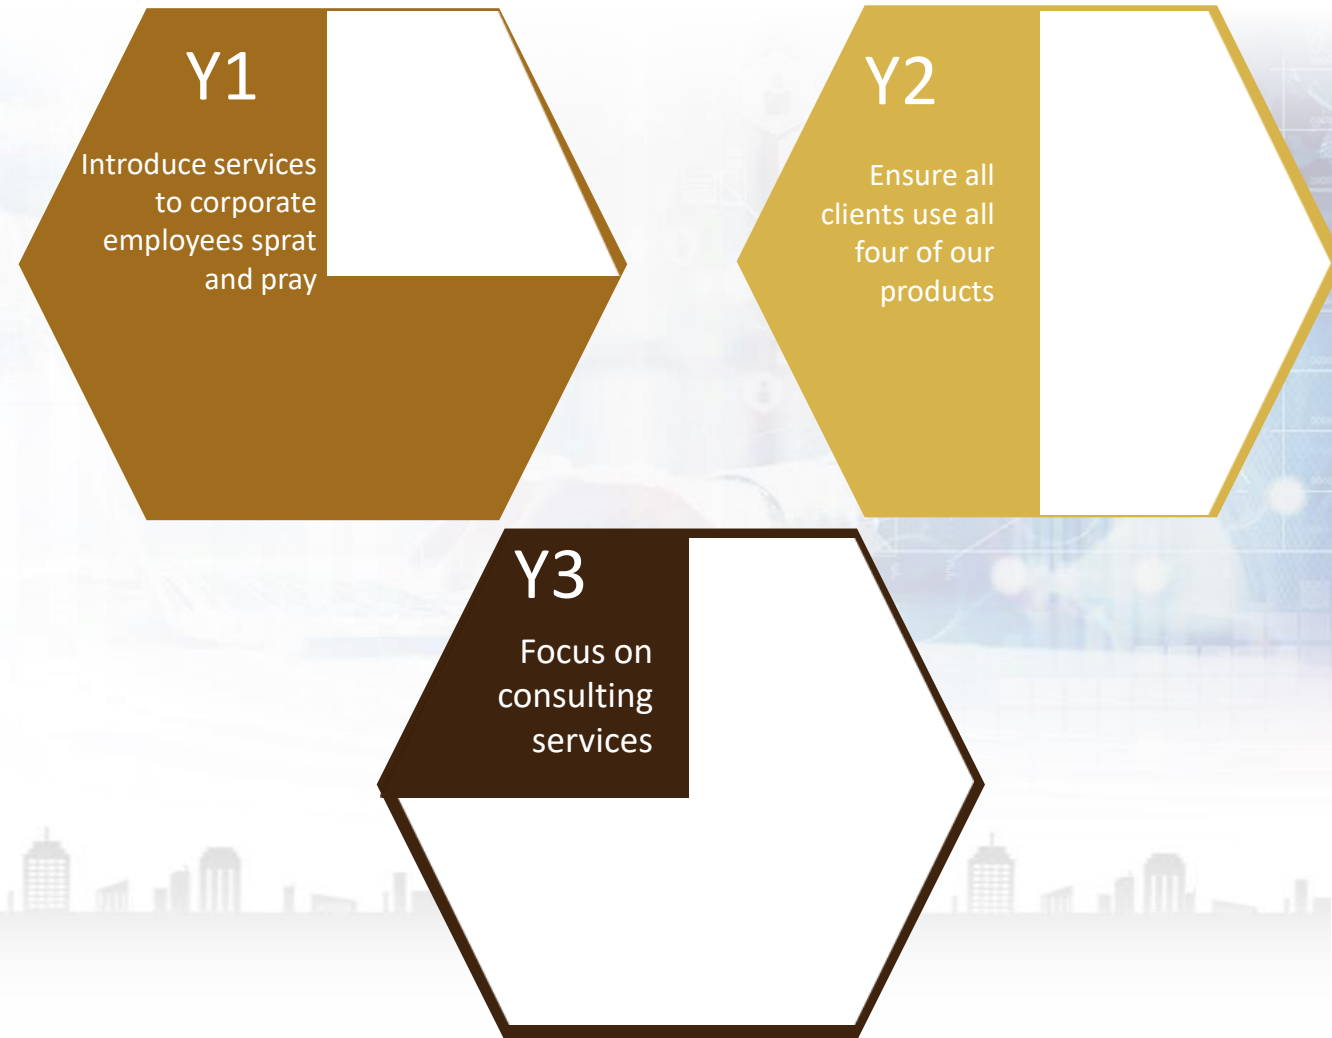 Y1
Introduce services
to corporate
employees sprat
and pray
Y2
Ensure all
clients use all
four of our
products
Y3
Focus on
consulting
services